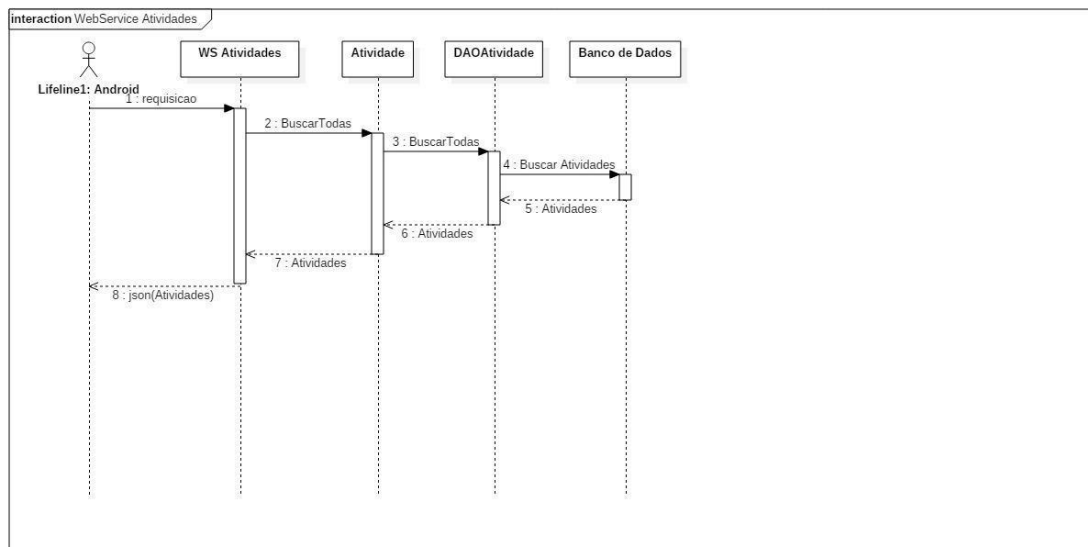 interaction WebService Atividades
WS Atividades
Atividade
DAOAtividade
Banco de Dados
Lifeline1: Android
1 : requisicao
2 : BuscarTodas
3 : BuscarTodas
4 : Buscar Atividades
5 : Atividades
6 : Atividades
7 : Atividades
8 : json(Atividades)